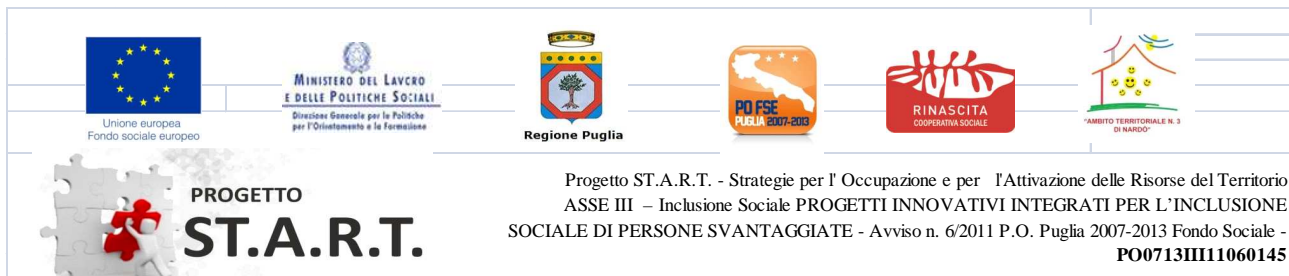 Unione europea
Fondo sociale europeo
MINISTERO DEL LAVORO
E DELLE POLITICHE SOCIALI
Direzione Generale per le Politiche
per l'Orientamento e la Formazione
Regione Puglia
PO FSE
PUGLIA 2007-2013
RINASCITA
COOPERATIVA SOCIALE
"AMBITO TERRITORIALE N. 3
DI NARDÒ"
PROGETTO
ST.A.R.T.
Progetto ST.A.R.T. - Strategie per l' Occupazione e per l'Attivazione delle Risorse del Territorio
ASSE III – Inclusione Sociale PROGETTI INNOVATIVI INTEGRATI PER L'INCLUSIONE
SOCIALE DI PERSONE SVANTAGGIATE - Avviso n. 6/2011 P.O. Puglia 2007-2013 Fondo Sociale -
PO0713III11060145